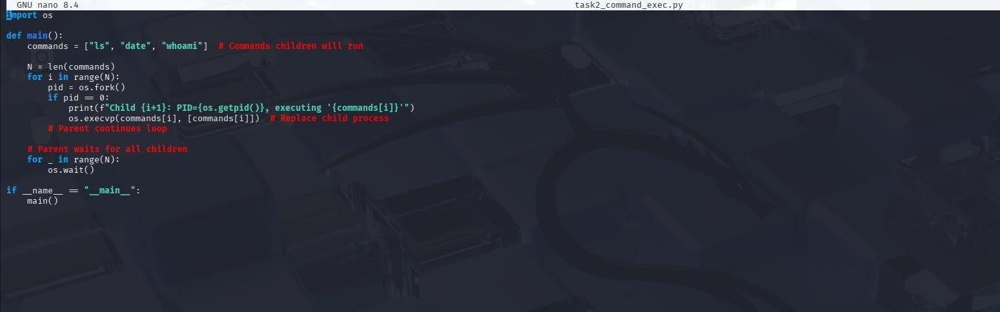 GNU nano 8.4 task2_command_exec.py
import os
def main():
    commands = ["ls", "date", "whoami"]  # Commands children will run
    N = len(commands)
    for i in range(N):
        pid = os.fork()
        if pid == 0:
            print(f"Child {i+1}: PID={os.getpid()}, executing '{commands[i]}'")
            os.execvp(commands[i], [commands[i]])  # Replace child process
        # Parent continues loop
    # Parent waits for all children
    for _ in range(N):
        os.wait()
if __name__ == "__main__":
    main()